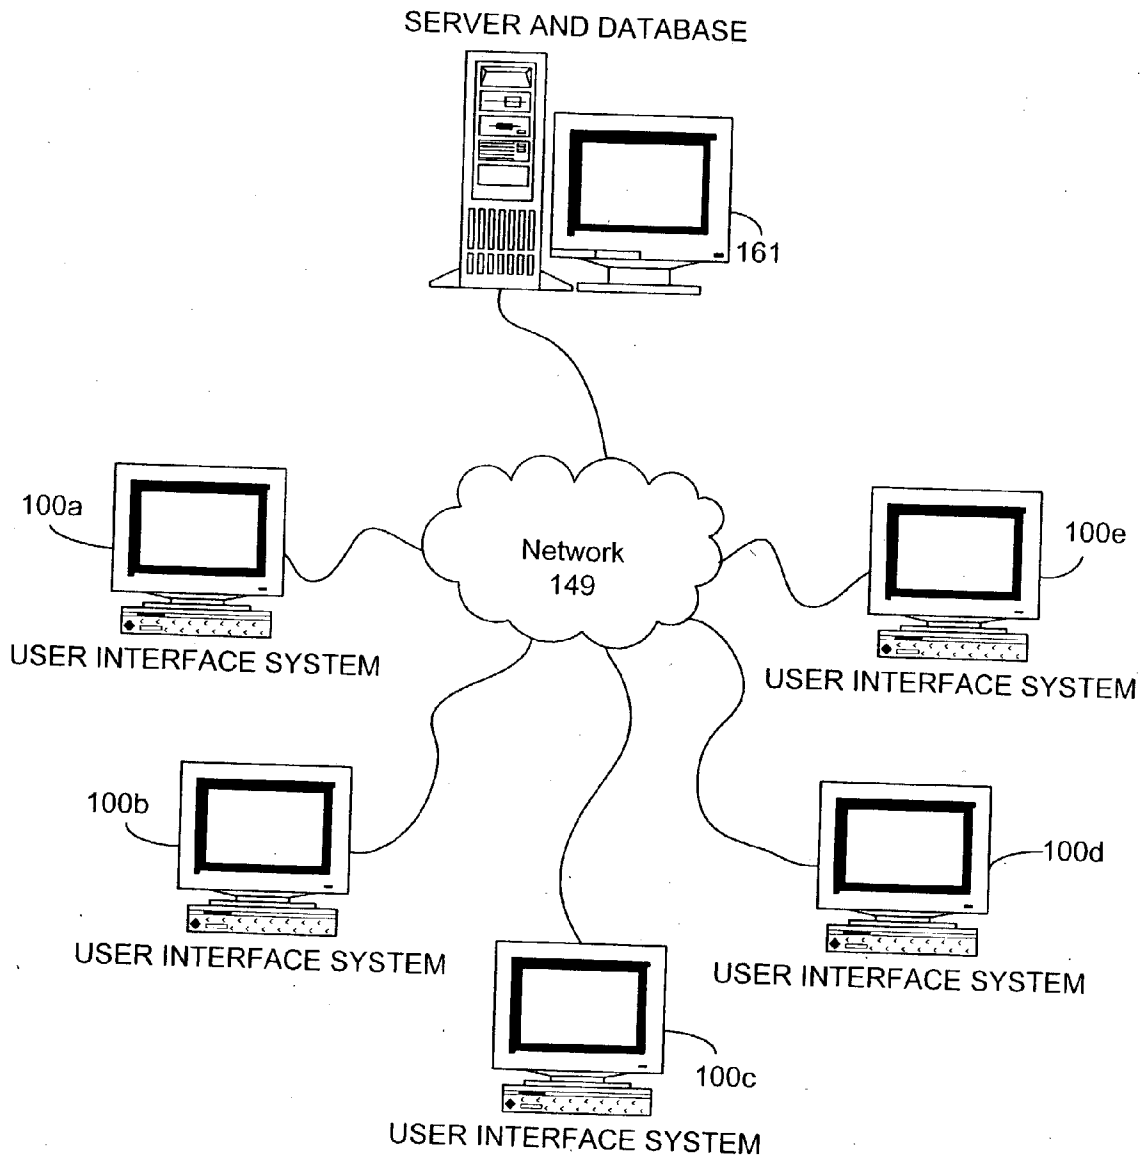 SERVER AND DATABASE
161
100a
Network
149
100e
USER INTERFACE SYSTEM
USER INTERFACE SYSTEM
100b
100d
USER INTERFACE SYSTEM
USER INTERFACE SYSTEM
100c
USER INTERFACE SYSTEM